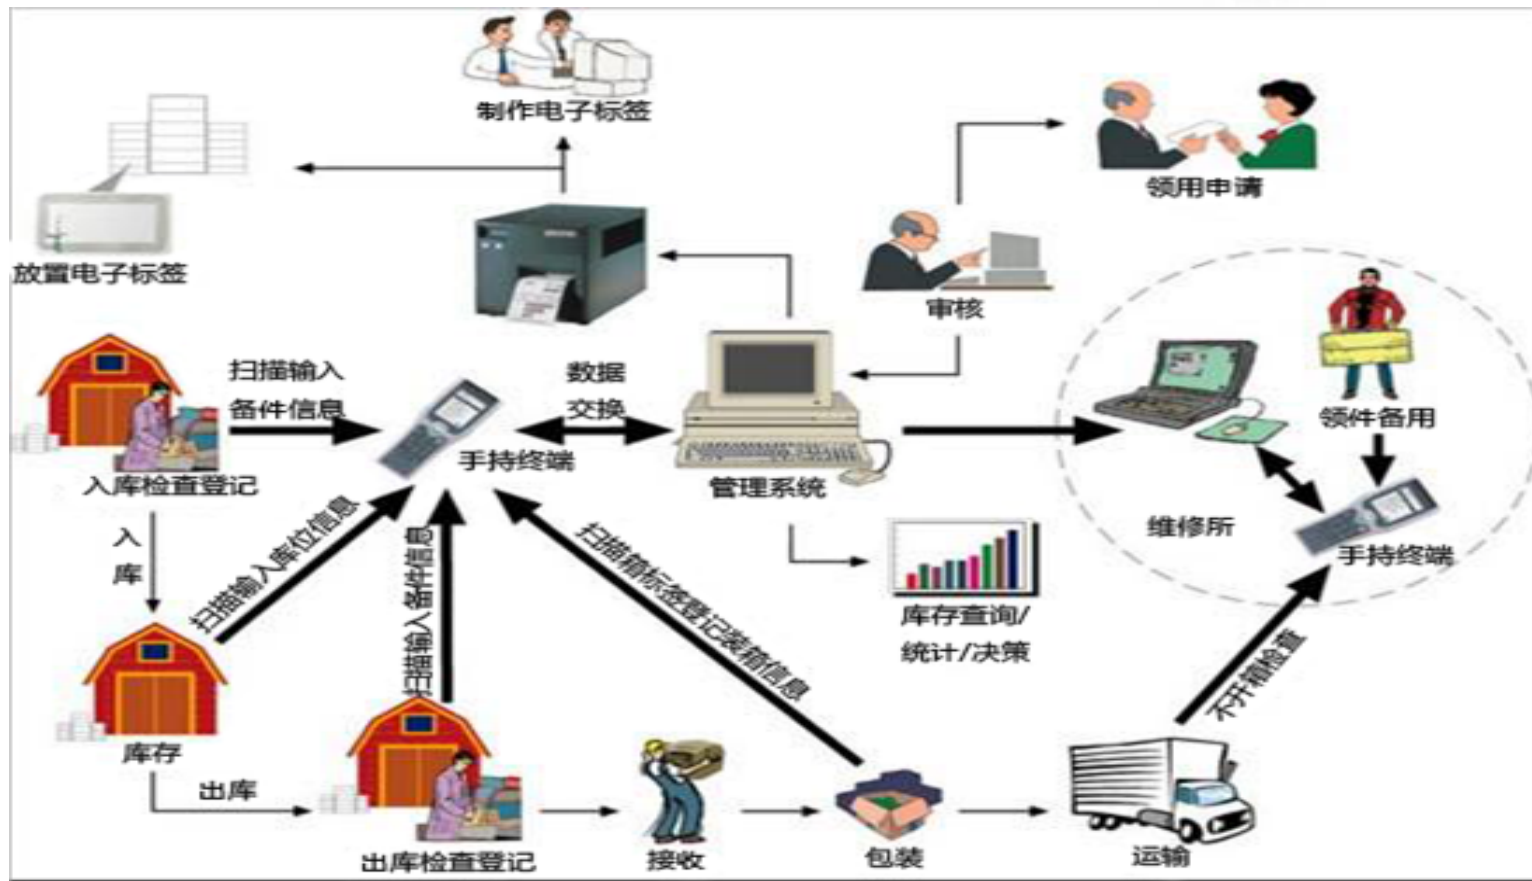 制作电子标签
领用申请
放置电子标签
审核
扫描输入
备件信息
数据
交换
手持终端
管理系统
领件备用
维修所
手持终端
入库检查登记
入
库
扫描输入库位信息
扫描输入备件信息
扫描箱标签登记装箱信息
库存查询/
统计/决策
不开箱检查
库存
出库
出库检查登记
接收
包装
运输